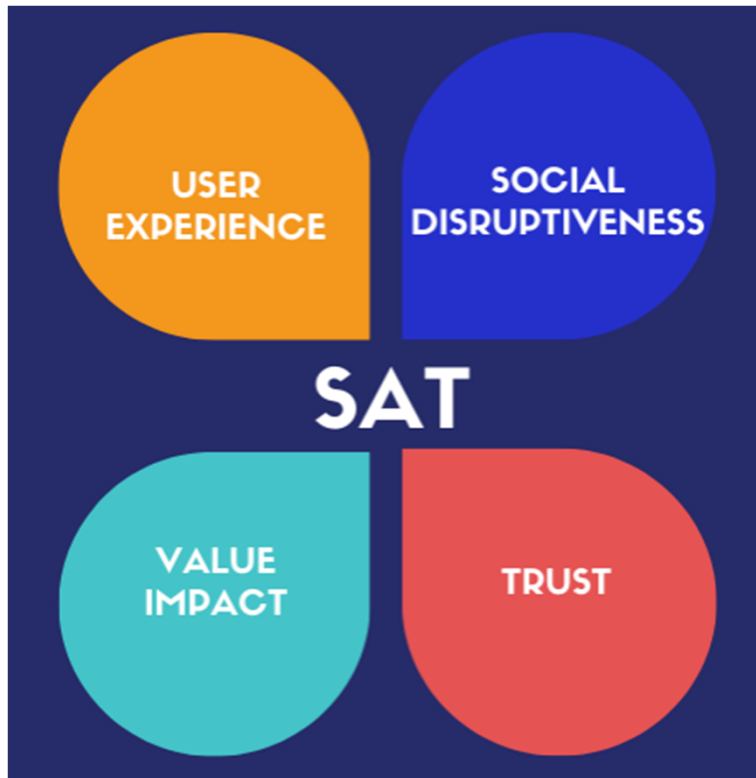 USER
EXPERIENCE
SOCIAL
DISRUPTIVENESS
SAT
VALUE
IMPACT
TRUST